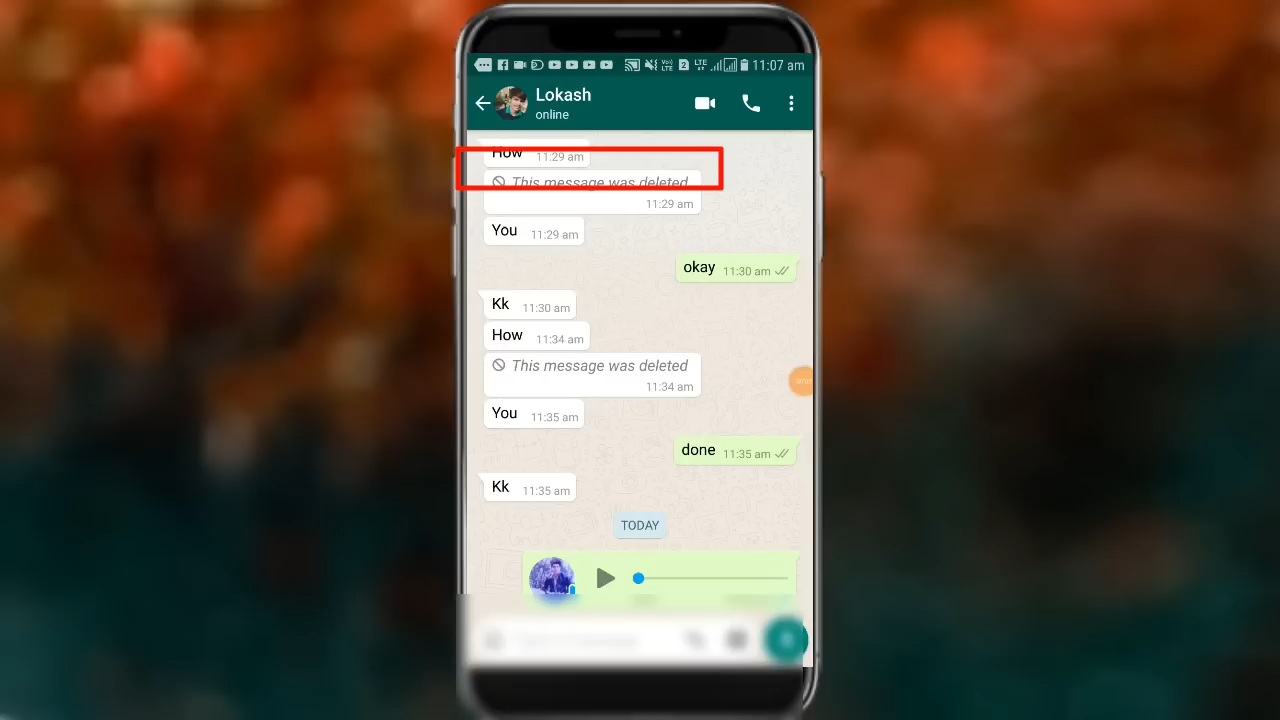 11:07 am
Lokash
online
How 11:29 am
This message was deleted
11:29 am
You 11:29 am
okay 11:30 am
Kk 11:30 am
How 11:34 am
This message was deleted
11:34 am
You 11:35 am
done 11:35 am
Kk 11:35 am
TODAY